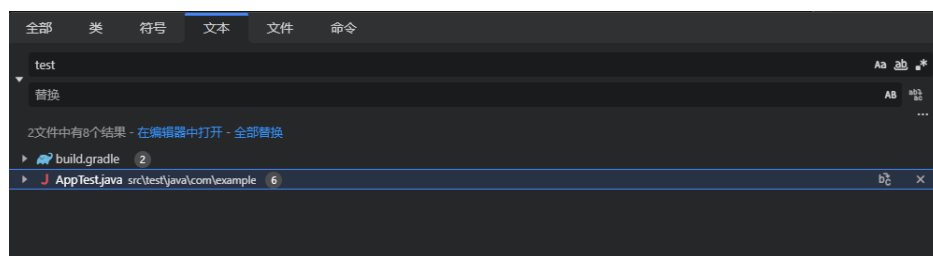 全部 类 符号 文本 文件 命令
test Aa ab .*
替换 AB
...
2文件中有8个结果 - 在编辑器中打开 - 全部替换
build.gradle 2
J AppTest.java src\test\java\com\example 6